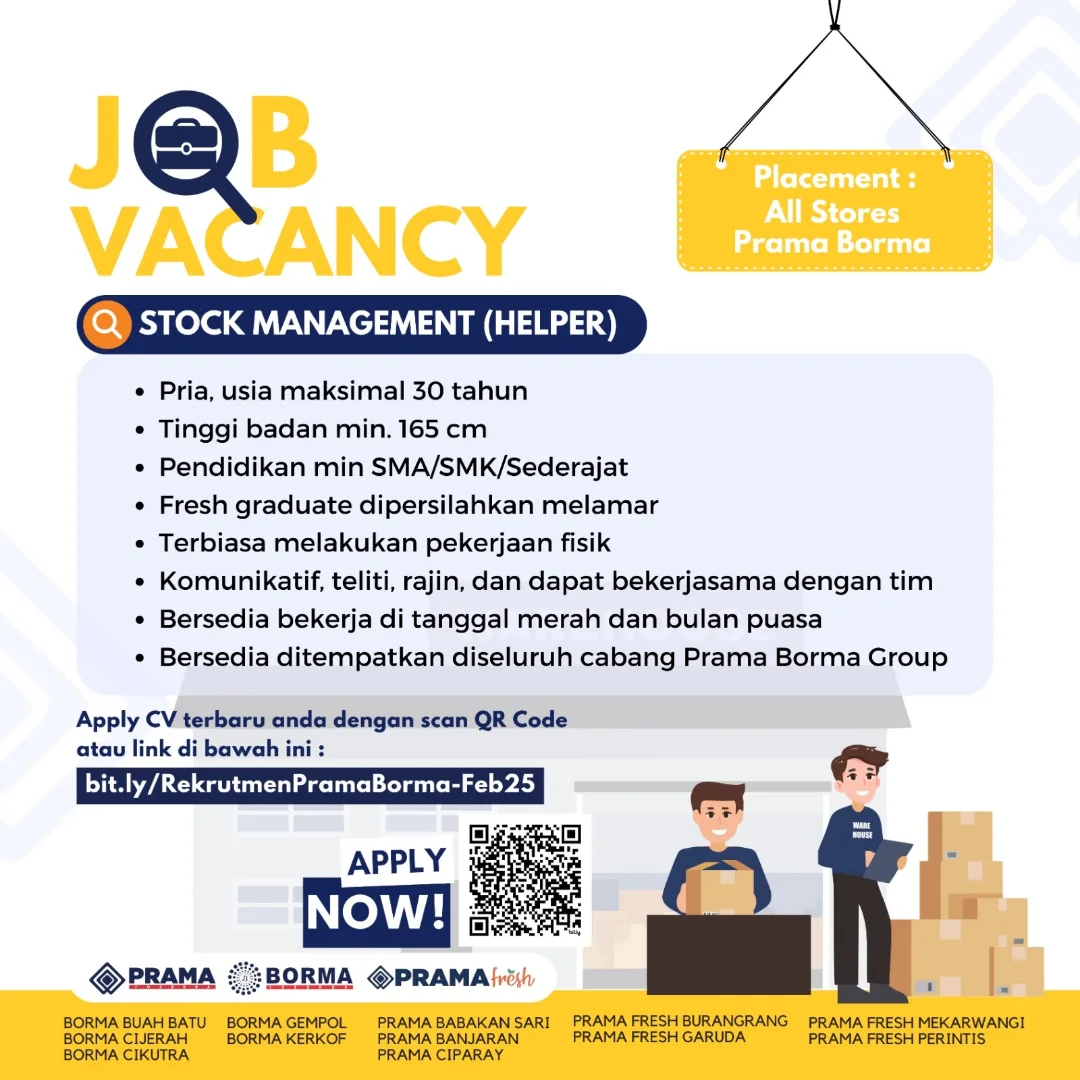 JOB
VACANCY
Placement :
All Stores
Prama Borma
STOCK MANAGEMENT (HELPER)
• Pria, usia maksimal 30 tahun
• Tinggi badan min. 165 cm
• Pendidikan min SMA/SMK/Sederajat
• Fresh graduate dipersilahkan melamar
• Terbiasa melakukan pekerjaan fisik
• Komunikatif, teliti, rajin, dan dapat bekerjasama dengan tim
• Bersedia bekerja di tanggal merah dan bulan puasa
• Bersedia ditempatkan diseluruh cabang Prama Borma Group
WAREHOUSE
Apply CV terbaru anda dengan scan QR Code
atau link di bawah ini :
bit.ly/RekrutmenPramaBorma-Feb25
WARE
HOUSE
APPLY
NOW!
bitly
PRAMA
BORMA
PRAMA fresh
BORMA BUAH BATU
BORMA CIJERAH
BORMA CIKUTRA
BORMA GEMPOL
BORMA KERKOF
PRAMA BABAKAN SARI
PRAMA BANJARAN
PRAMA CIPARAY
PRAMA FRESH BURANGRANG
PRAMA FRESH GARUDA
PRAMA FRESH MEKARWANGI
PRAMA FRESH PERINTIS